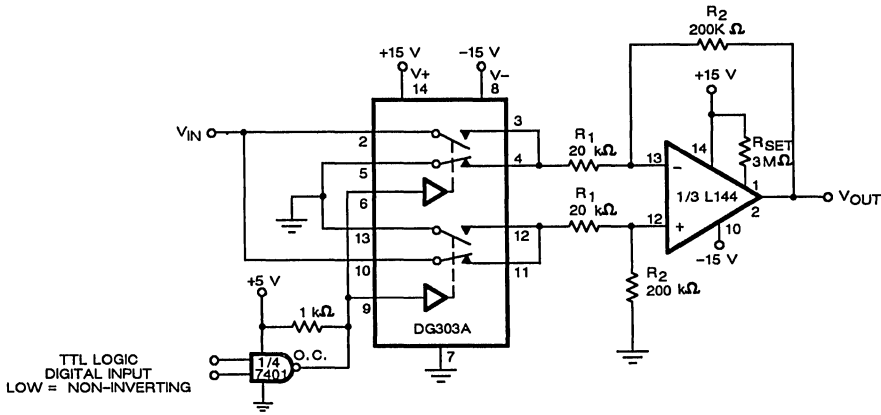 R2
200K Ω
+15 V
-15 V
V+
V-
14
8
+15 V
VIN
2
3
R1
20 kΩ
14
RSET
3MΩ
5
4
13
-
1
6
1/3 L144
VOUT
2
13
12
R1
20 kΩ
12
+
10
-15 V
10
11
+5 V
R2
200 kΩ
1 kΩ
9
DG303A
O.C.
7
TTL LOGIC
DIGITAL INPUT
LOW = NON-INVERTING
1/4
7401